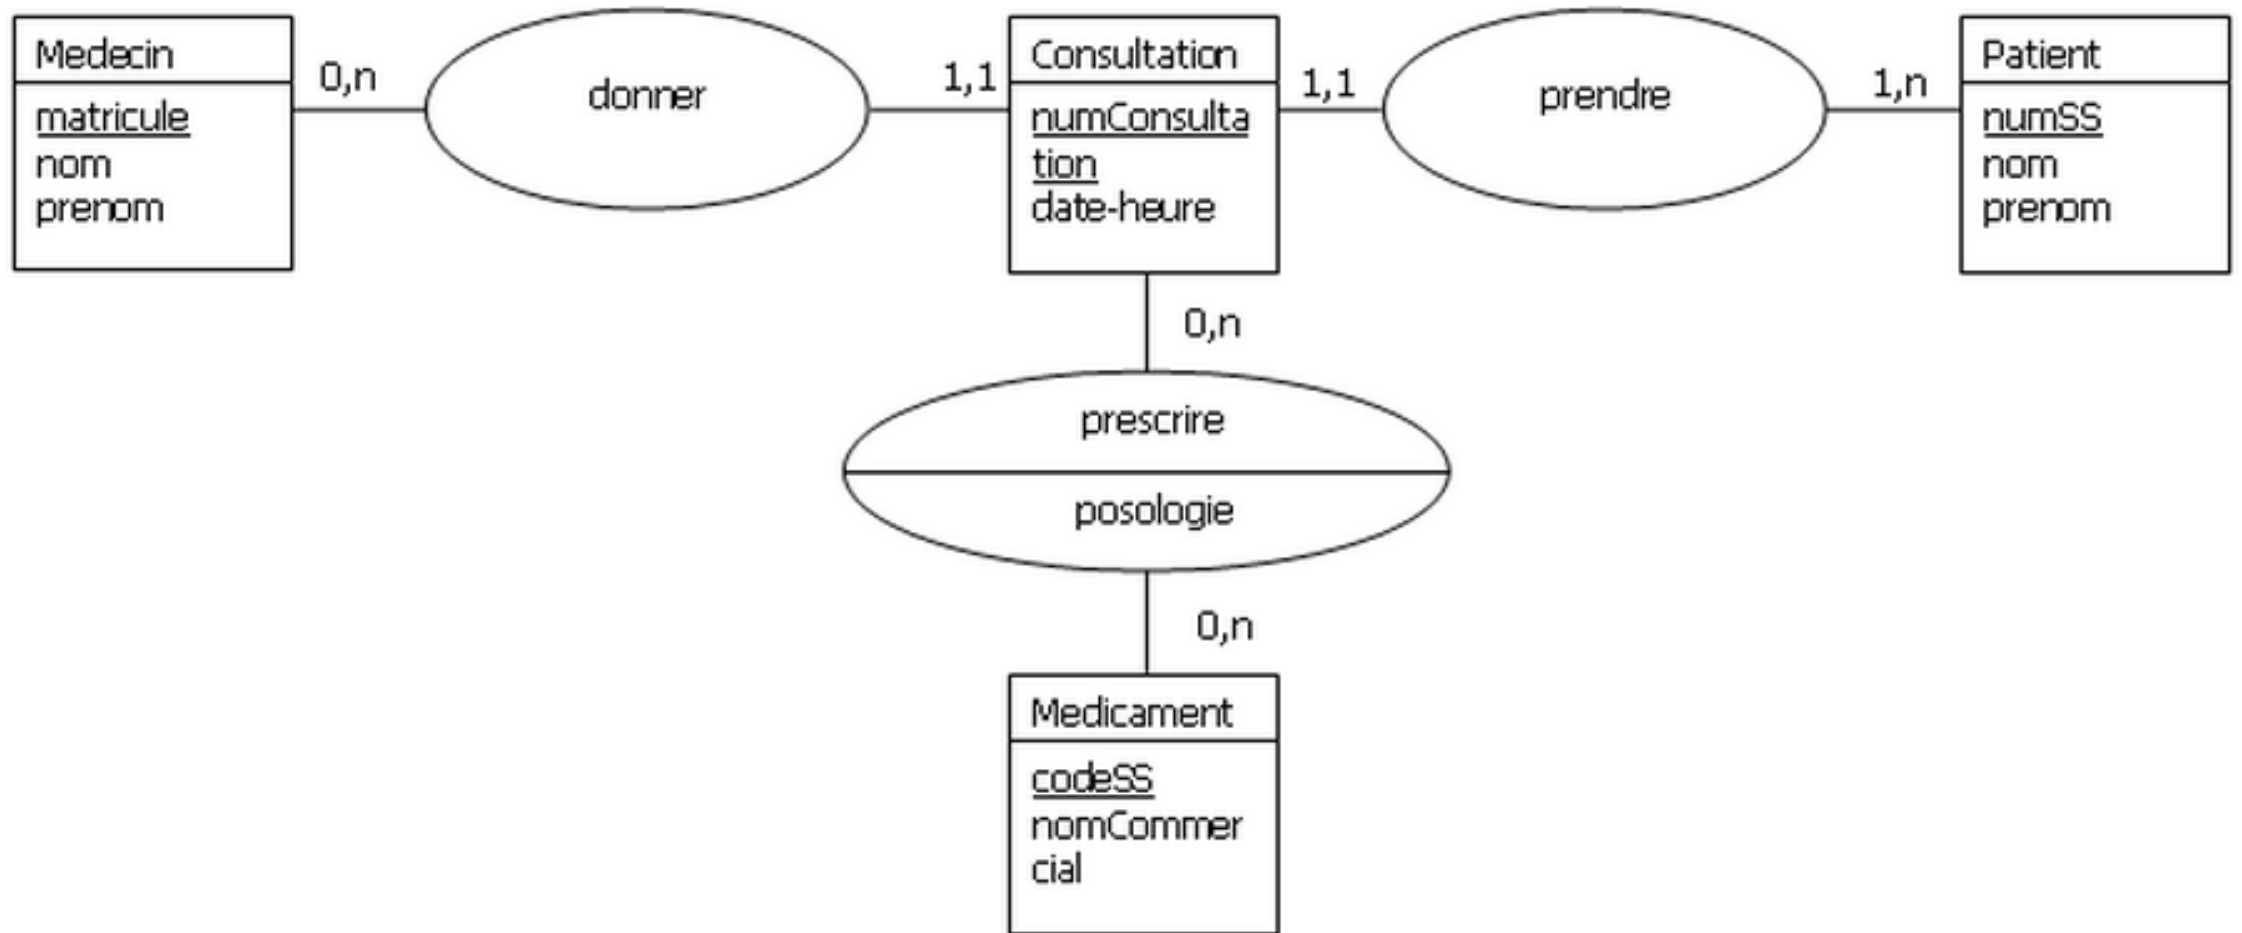 Medecin
matricule
nom
prenom
0,n
donner
1,1
Consultation
numConsulta
tion
date-heure
1,1
prendre
1,n
Patient
numSS
nom
prenom
0,n
prescrire
posologie
0,n
Medicament
codeSS
nomCommer
cial